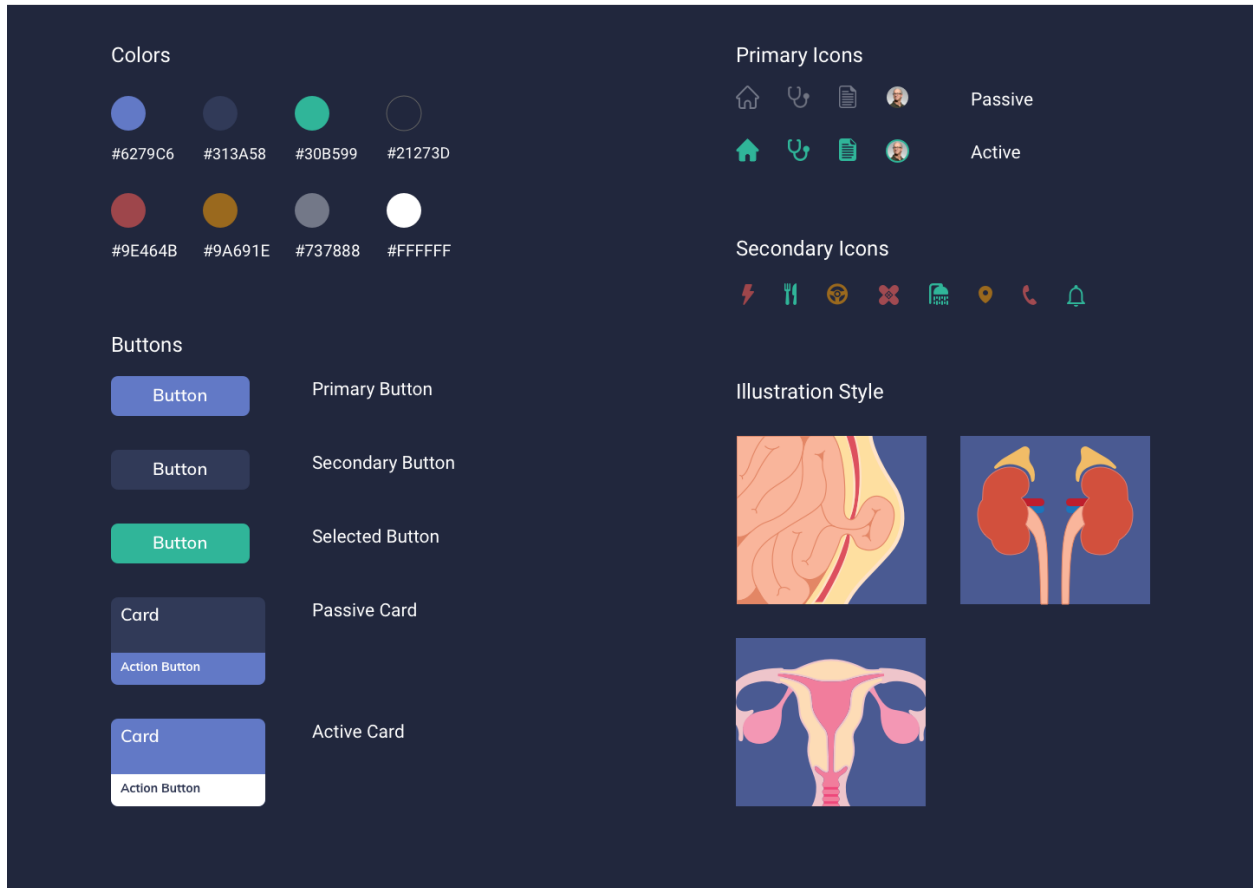 Colors
#6279C6 #313A58 #30B599 #21273D
#9E464B #9A691E #737888 #FFFFFF
Buttons
Button Primary Button
Button Secondary Button
Button Selected Button
Card Passive Card
Action Button
Card Active Card
Action Button
Primary Icons
Passive
Active
Secondary Icons
Illustration Style